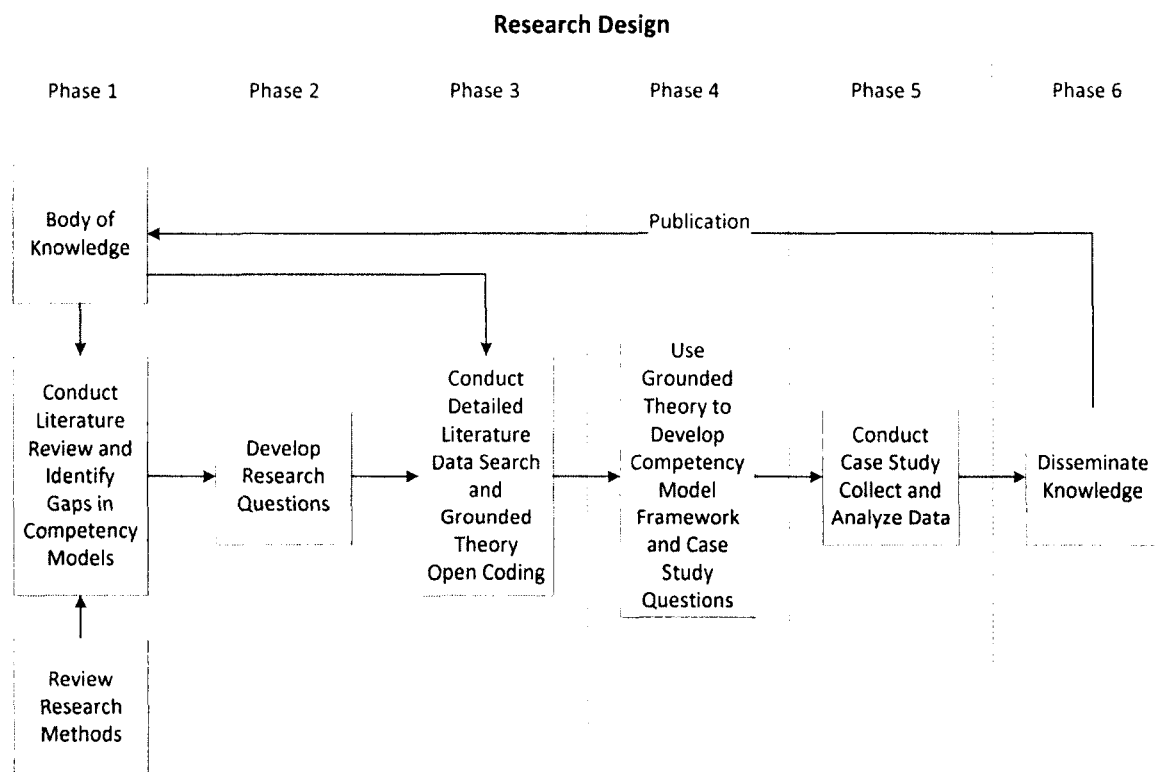 Research Design
Phase 1
Phase 2
Phase 3
Phase 4
Phase 5
Phase 6
Body of
Knowledge
Publication
Conduct
Literature
Review and
Identify
Gaps in
Competency
Models
Develop
Research
Questions
Conduct
Detailed
Literature
Data Search
and
Grounded
Theory
Open Coding
Use
Grounded
Theory to
Develop
Competency
Model
Framework
and Case
Study
Questions
Conduct
Case Study
Collect and
Analyze Data
Disseminate
Knowledge
Review
Research
Methods